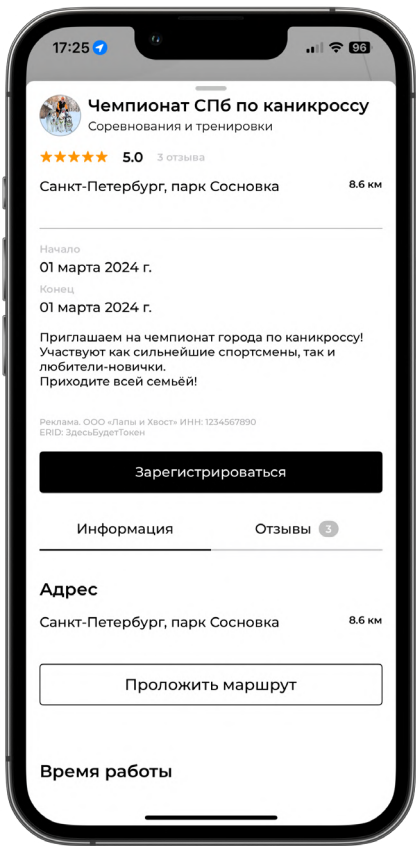 17:25
96
Чемпионат СПб по каникроссу
Соревнования и тренировки
5.0 3 отзыва
Санкт-Петербург, парк Сосновка 8.6 км
Начало
01 марта 2024 г.
Конец
01 марта 2024 г.
Приглашаем на чемпионат города по каникроссу!
Участвуют как сильнейшие спортсмены, так и
любители-новички.
Приходите всей семьёй!
Реклама. ООО «Лапы и Хвост» ИНН: 1234567890
ERID: ЗдесьБудетТокен
Зарегистрироваться
Информация Отзывы 3
Адрес
Санкт-Петербург, парк Сосновка 8.6 км
Проложить маршрут
Время работы